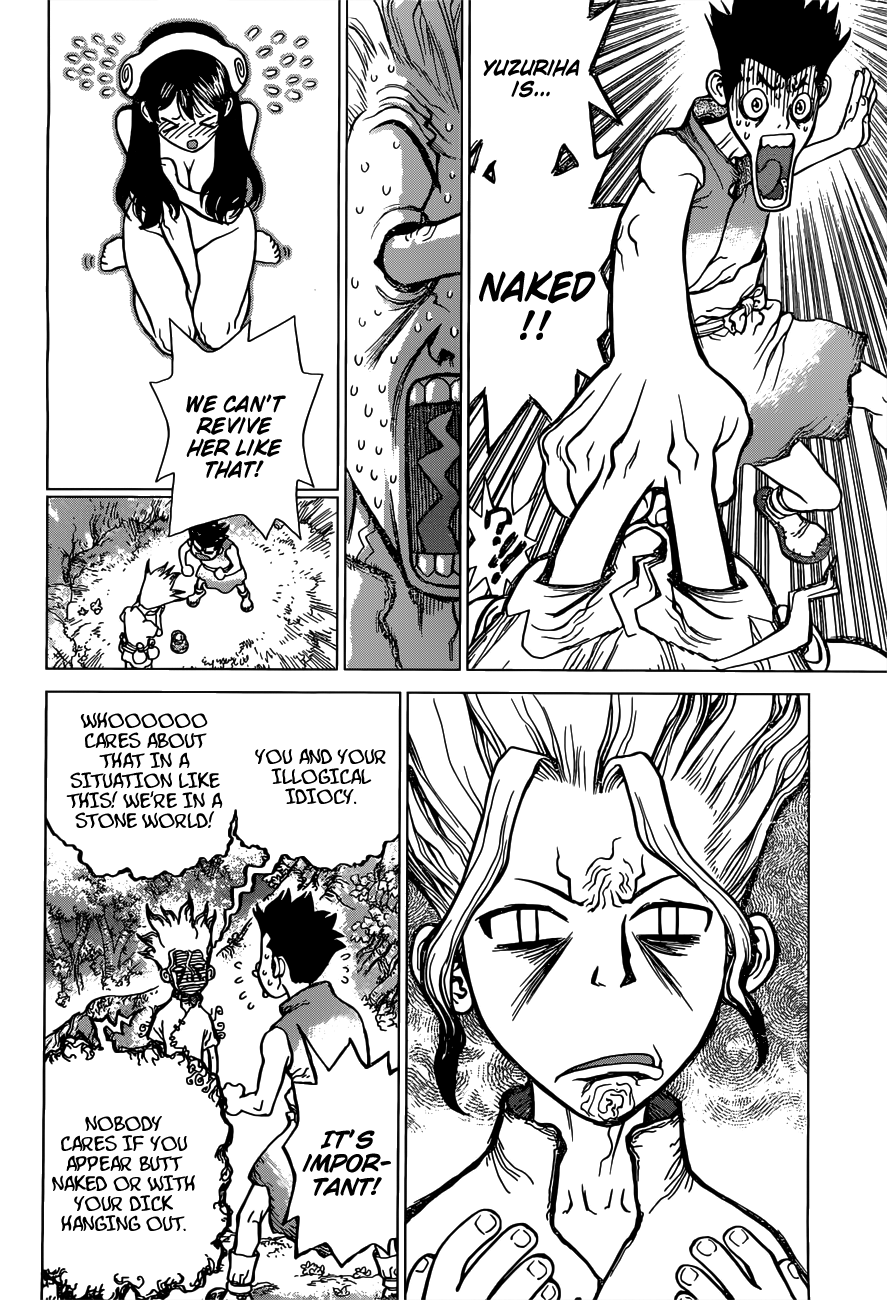 YUZURIHA
IS...
NAKED
!!
WE CAN'T
REVIVE
HER LIKE
THAT!
?!
YOU AND YOUR
ILLOGICAL
IDIOCY.
WHOOOOOO
CARES ABOUT
THAT IN A
SITUATION LIKE
THIS! WE'RE IN A
STONE WORLD!
IT'S
IMPOR-
TANT!
NOBODY
CARES IF YOU
APPEAR BUTT
NAKED OR WITH
YOUR DICK
HANGING OUT.